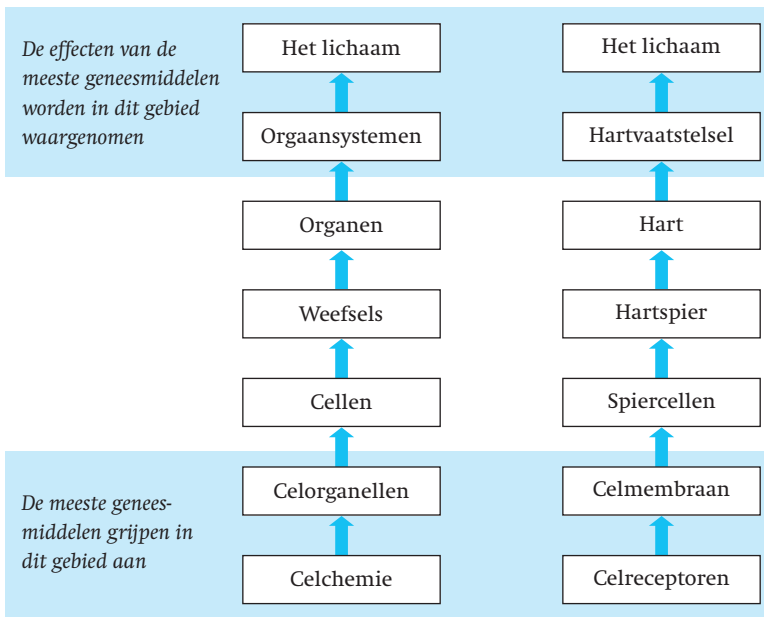 De effecten van de
meeste geneesmiddelen
worden in dit gebied
waargenomen
Het lichaam
Het lichaam
Orgaansystemen
Hartvaatstelsel
Organen
Hart
Weefsels
Hartspier
Cellen
Spiercellen
De meeste genees-
middelen grijpen in
dit gebied aan
Celorganellen
Celmembraan
Celchemie
Celreceptoren